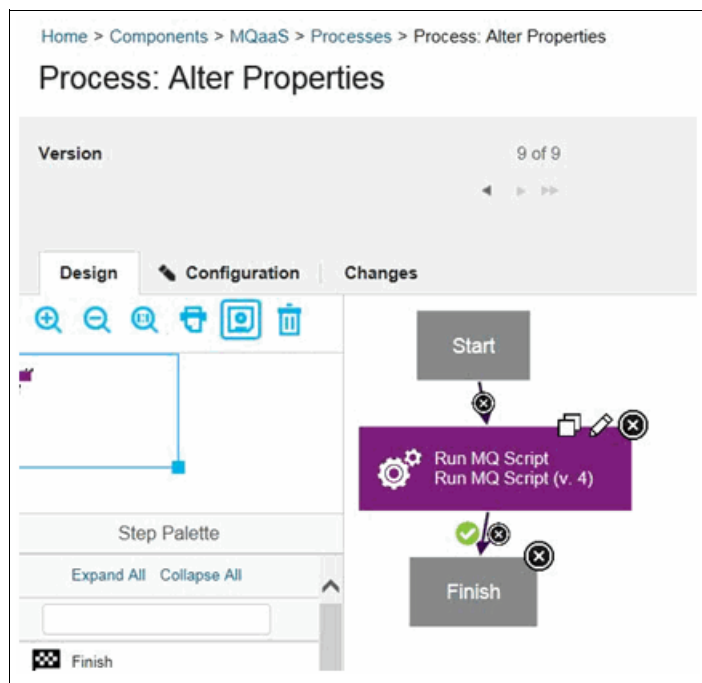 Home > Components > MQaaS > Processes > Process: Alter Properties
Process: Alter Properties
Version
9 of 9
Design
Configuration
Changes
Start
Run MQ Script
Run MQ Script (v. 4)
Finish
Step Palette
Expand All Collapse All
Finish